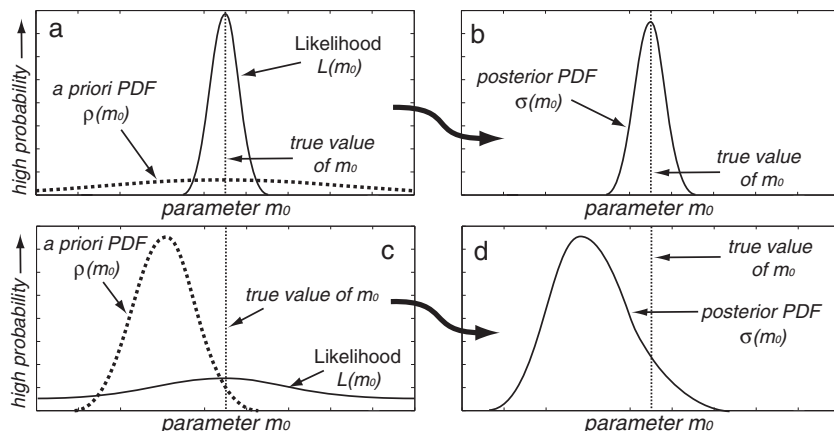 a
Likelihood
L(m₀)
a priori PDF
ρ(m₀)
true value
of m₀
high probability
parameter m₀
b
posterior PDF
σ(m₀)
true value
of m₀
parameter m₀
c
a priori PDF
ρ(m₀)
true value of m₀
Likelihood
L(m₀)
high probability
parameter m₀
d
true value
of m₀
posterior PDF
σ(m₀)
parameter m₀